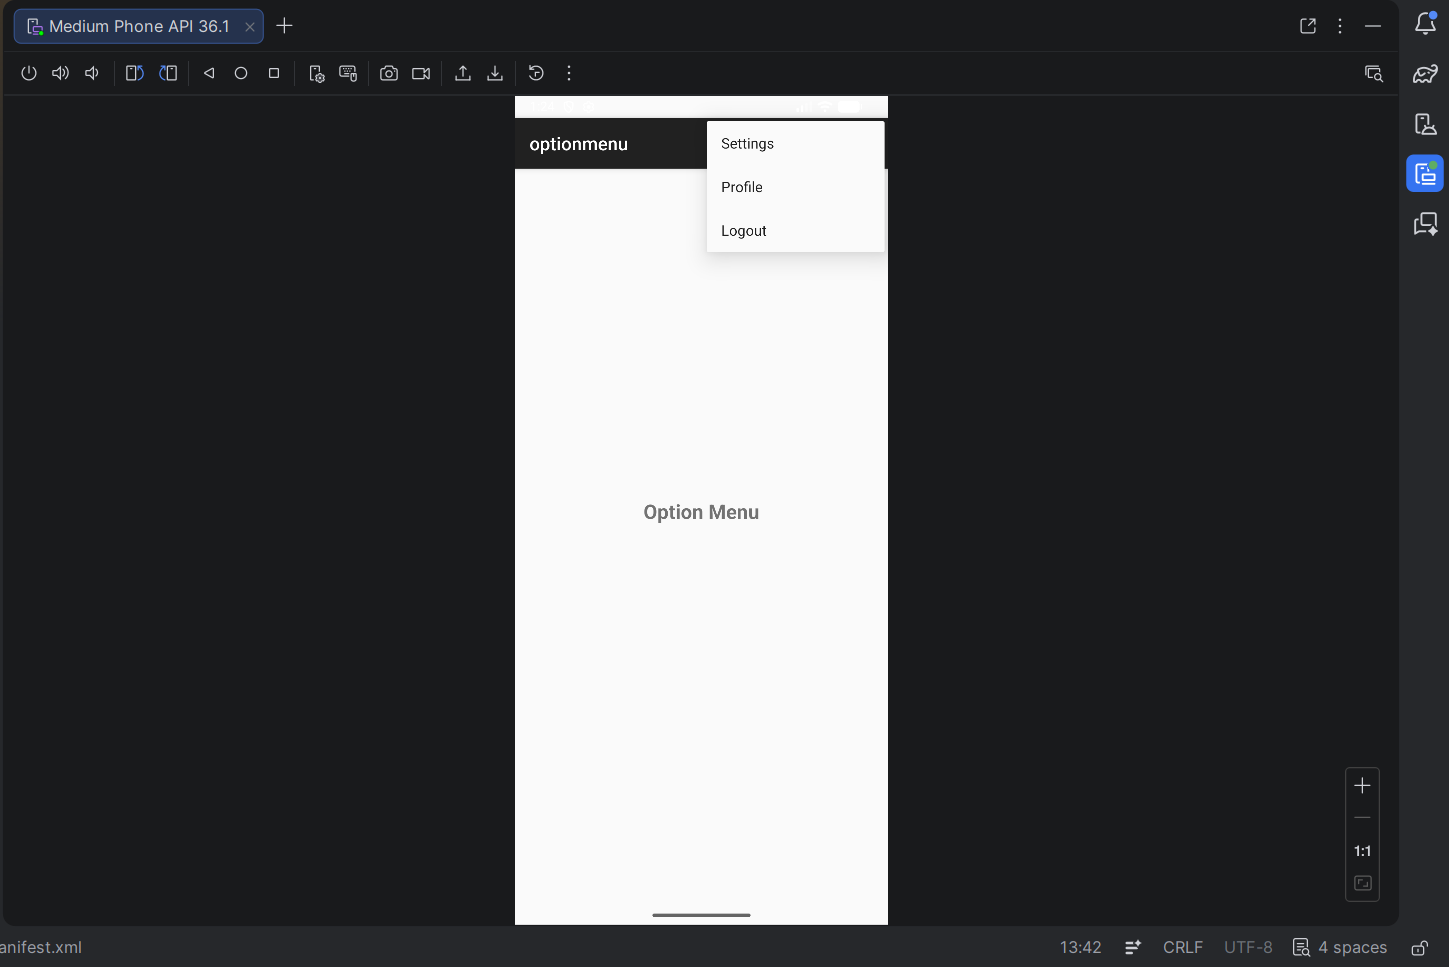 Medium Phone API 36.1
optionmenu
Settings
Profile
Logout
Option Menu
1:1
anifest.xml
13:42
CRLF
UTF-8
4 spaces